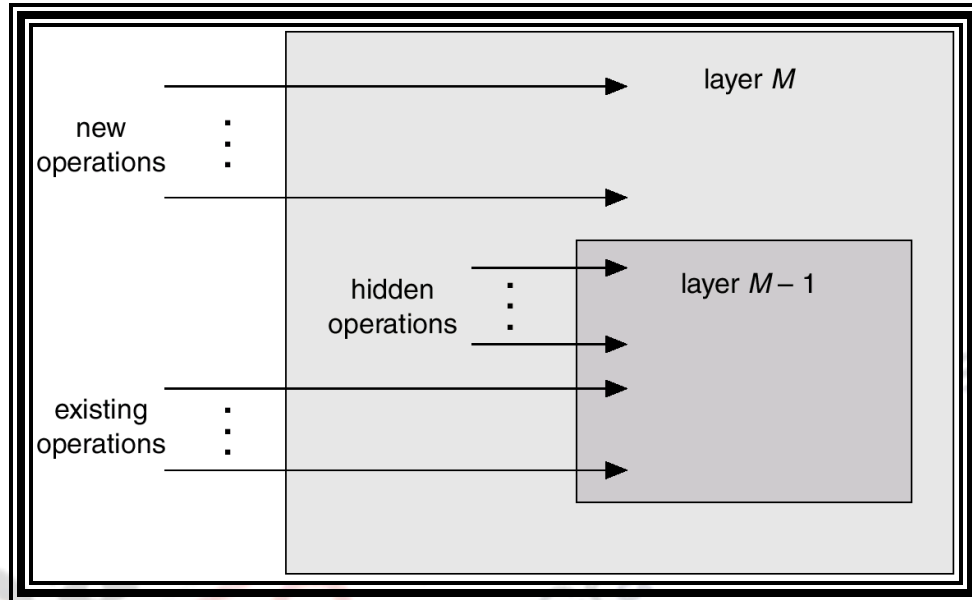 layer M
new
operations
layer M – 1
hidden
operations
existing
operations